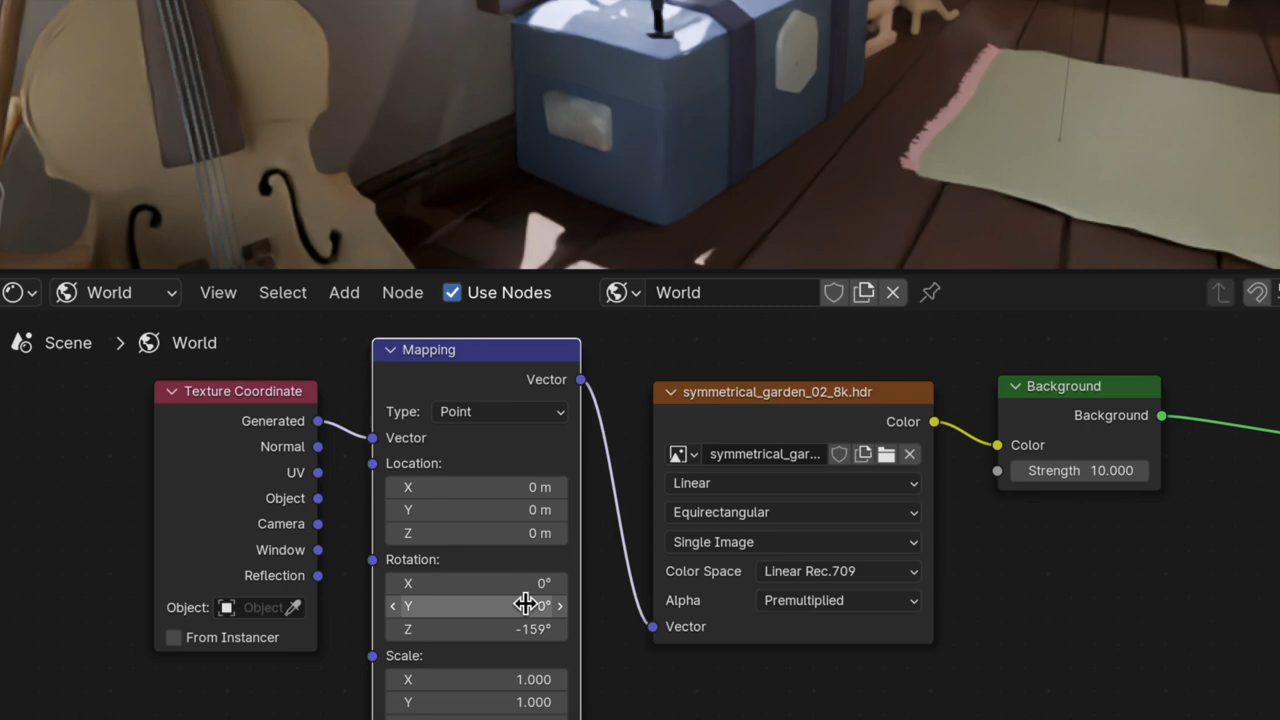 World View Select Add Node Use Nodes World
Scene > World
Mapping
Vector
Type: Point
Vector
Location:
X 0 m
Y 0 m
Z 0 m
Rotation:
X 0°
Y 0°
Z -159°
Scale:
X 1.000
Y 1.000
Texture Coordinate
Generated
Normal
UV
Object
Camera
Window
Reflection
Object: Object
From Instancer
symmetrical_garden_02_8k.hdr
Color
symmetrical_gar...
Linear
Equirectangular
Single Image
Color Space Linear Rec.709
Alpha Premultiplied
Vector
Background
Background
Color
Strength 10.000